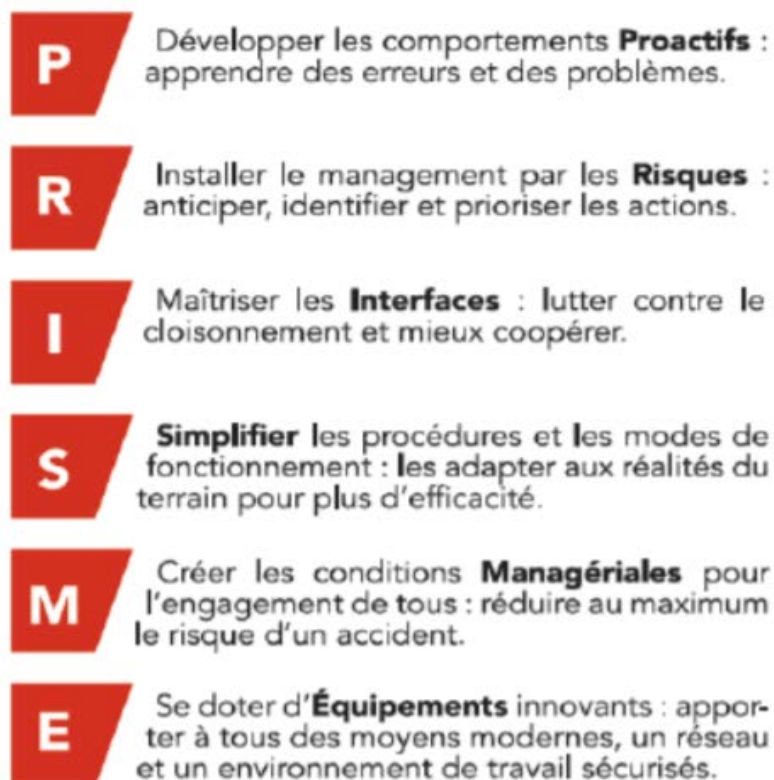 P
Développer les comportements Proactifs :
apprendre des erreurs et des problèmes.
R
Installer le management par les Risques :
anticiper, identifier et prioriser les actions.
I
Maîtriser les Interfaces : lutter contre le
cloisonnement et mieux coopérer.
S
Simplifier les procédures et les modes de
fonctionnement : les adapter aux réalités du
terrain pour plus d'efficacité.
M
Créer les conditions Managériales pour
l'engagement de tous : réduire au maximum
le risque d'un accident.
E
Se doter d'Équipements innovants : appor-
ter à tous des moyens modernes, un réseau
et un environnement de travail sécurisés.